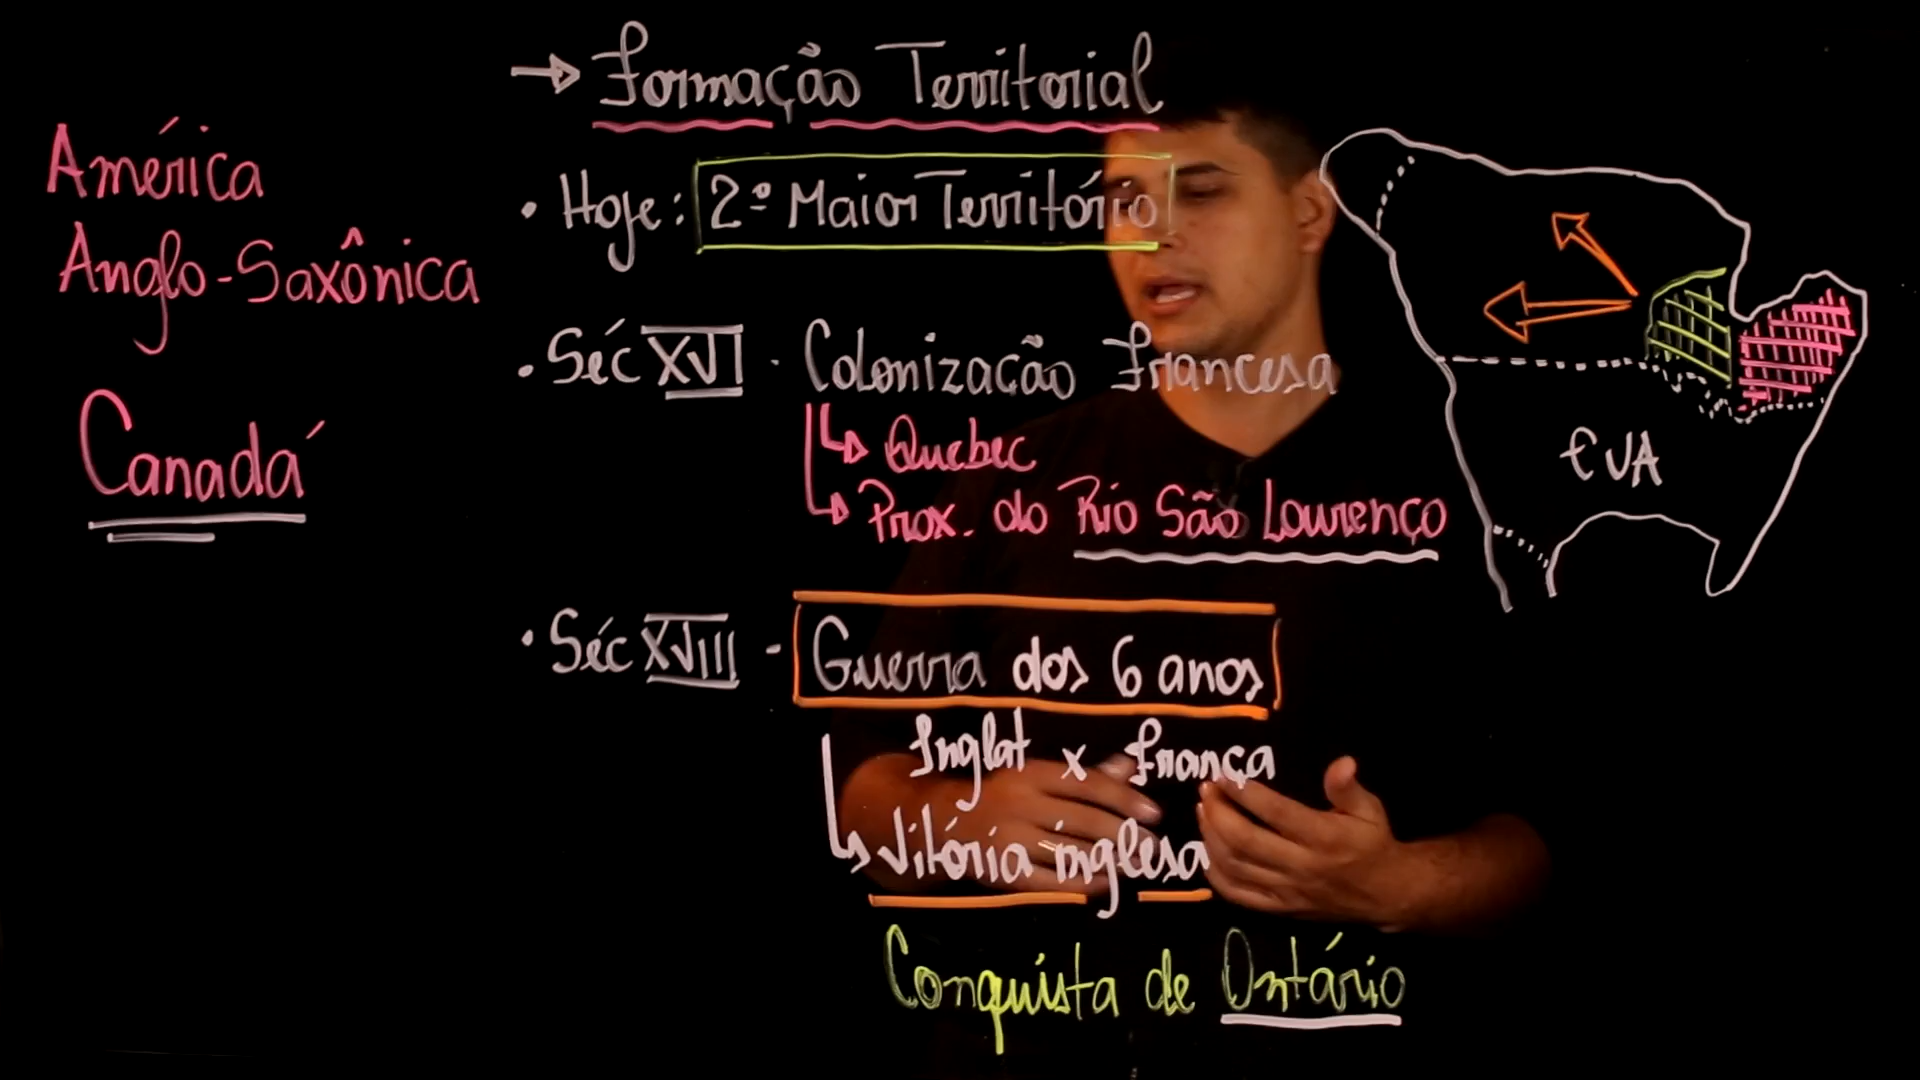 América
Anglo-Saxônica
Canadá
→ Formação Territorial
• Hoje: 2º Maior Território
• Séc XVI - Colonização Francesa
Quebec
Prox. do Rio São Lourenço
• Séc XVIII - Guerra dos 6 anos
Inglat x França
Vitória inglesa
Conquista de Ontário
EUA